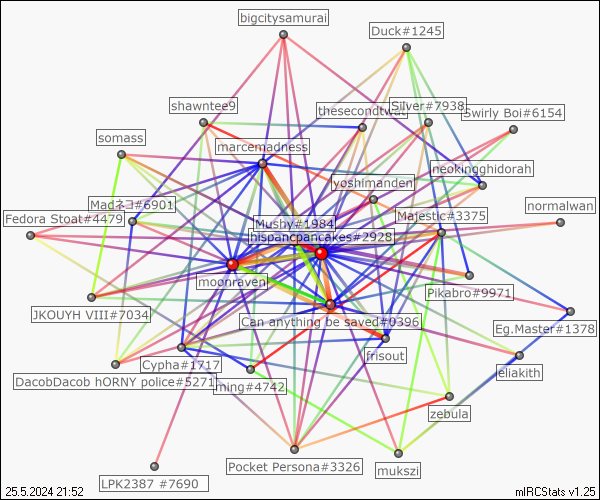 bigcitysamurai
Duck#1245
shawntee9
thesecondtwat
Silver#7938
Swirly Boi#6154
somass
marcemadness
yoshimanden
neokingghidorah
Madネコ#6901
Fedora Stoat#4479
Mushy#1984
Majestic#3375
normalwan
hispanicpancakes#2928
moonraven
Pikabro#9971
JKOUYH VIII#7034
Can anything be saved#0396
Eg.Master#1378
frisout
Cypha#1717
eliakith
DacobDacob hORNY police#5271
ming#4742
zebula
Pocket Persona#3326
mukszi
LPK2387 #7690
25.5.2024 21:52
mIRCStats v1.25